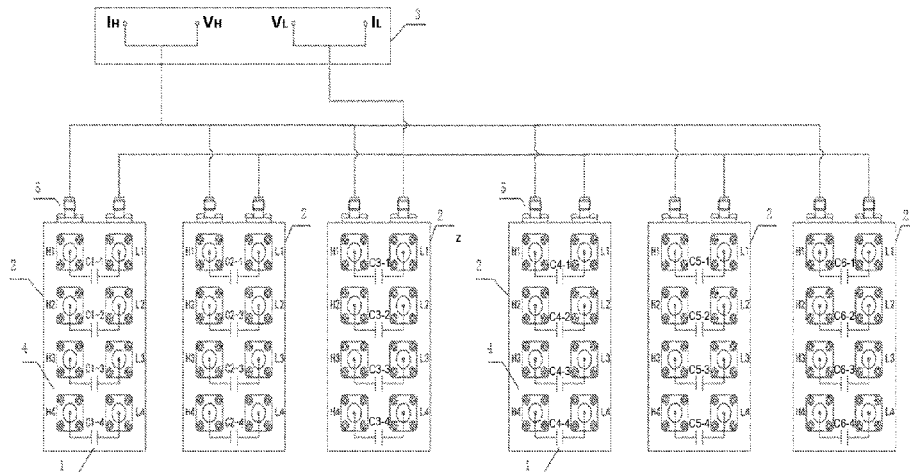 IH VH VL IL 3
5 5
2 2 2 2
z
H1 C1-1 L1 H1 C2-1 L1 H1 C3-1 L1 H1 C4-1 L1 H1 C5-1 L1 H1 C6-1 L1
2 2
H2 C1-2 L2 H2 C2-2 L2 H2 C3-2 L2 H2 C4-2 L2 H2 C5-2 L2 H2 C6-2 L2
H3 C1-3 L3 H3 C2-3 L3 H3 C3-3 L3 H3 C4-3 L3 H3 C5-3 L3 H3 C6-3 L3
4 4
H4 C1-4 L4 H4 C2-4 L4 H4 C3-4 L4 H4 C4-4 L4 H4 C5-4 L4 H4 C6-4 L4
1 1